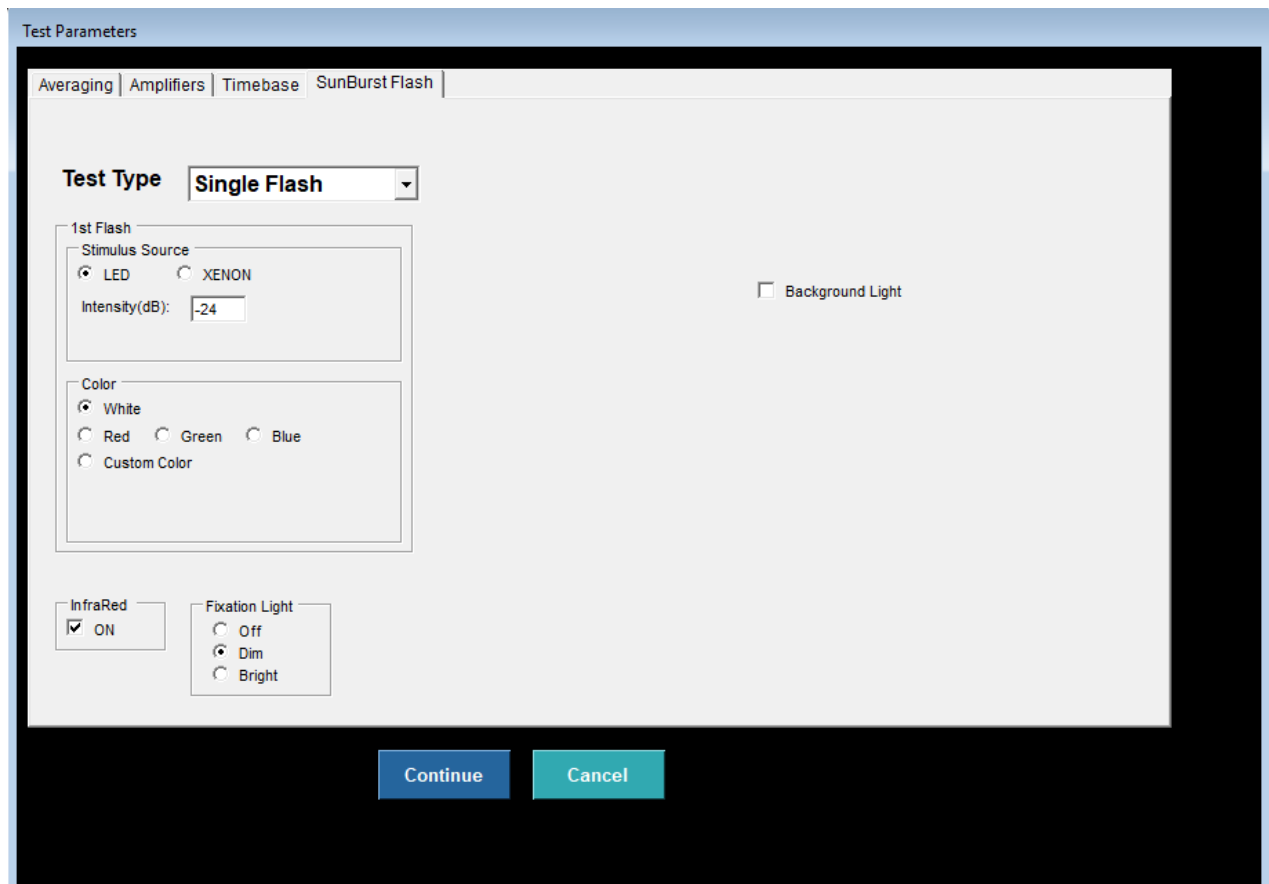 Test Parameters
Averaging Amplifiers Timebase SunBurst Flash
Test Type Single Flash
1st Flash
Stimulus Source
LED XENON
Intensity(dB): -24
Background Light
Color
White
Red Green Blue
Custom Color
InfraRed
ON
Fixation Light
Off
Dim
Bright
Continue Cancel